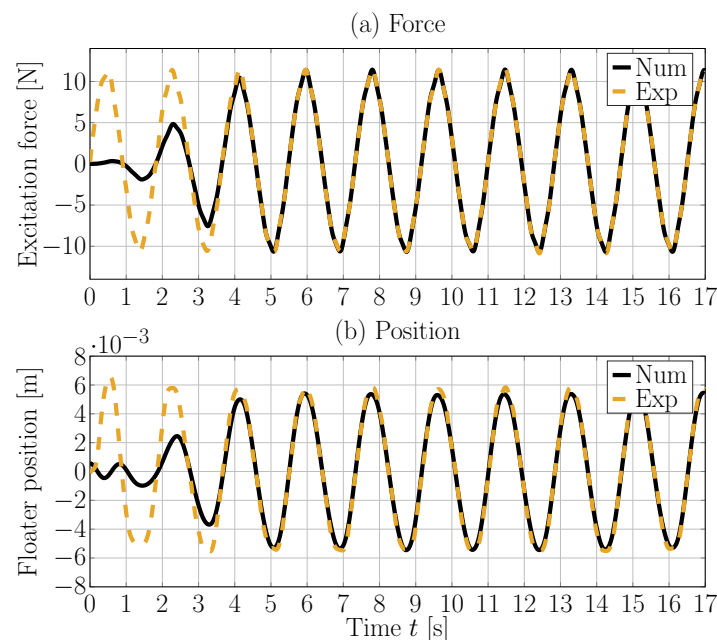 (a) Force
Excitation force [N]
10
5
0
−5
−10
Num
Exp
0 1 2 3 4 5 6 7 8 9 10 11 12 13 14 15 16 17
(b) Position
·10−3
Floater position [m]
8
6
4
2
0
−2
−4
−6
−8
Num
Exp
0 1 2 3 4 5 6 7 8 9 10 11 12 13 14 15 16 17
Time t [s]